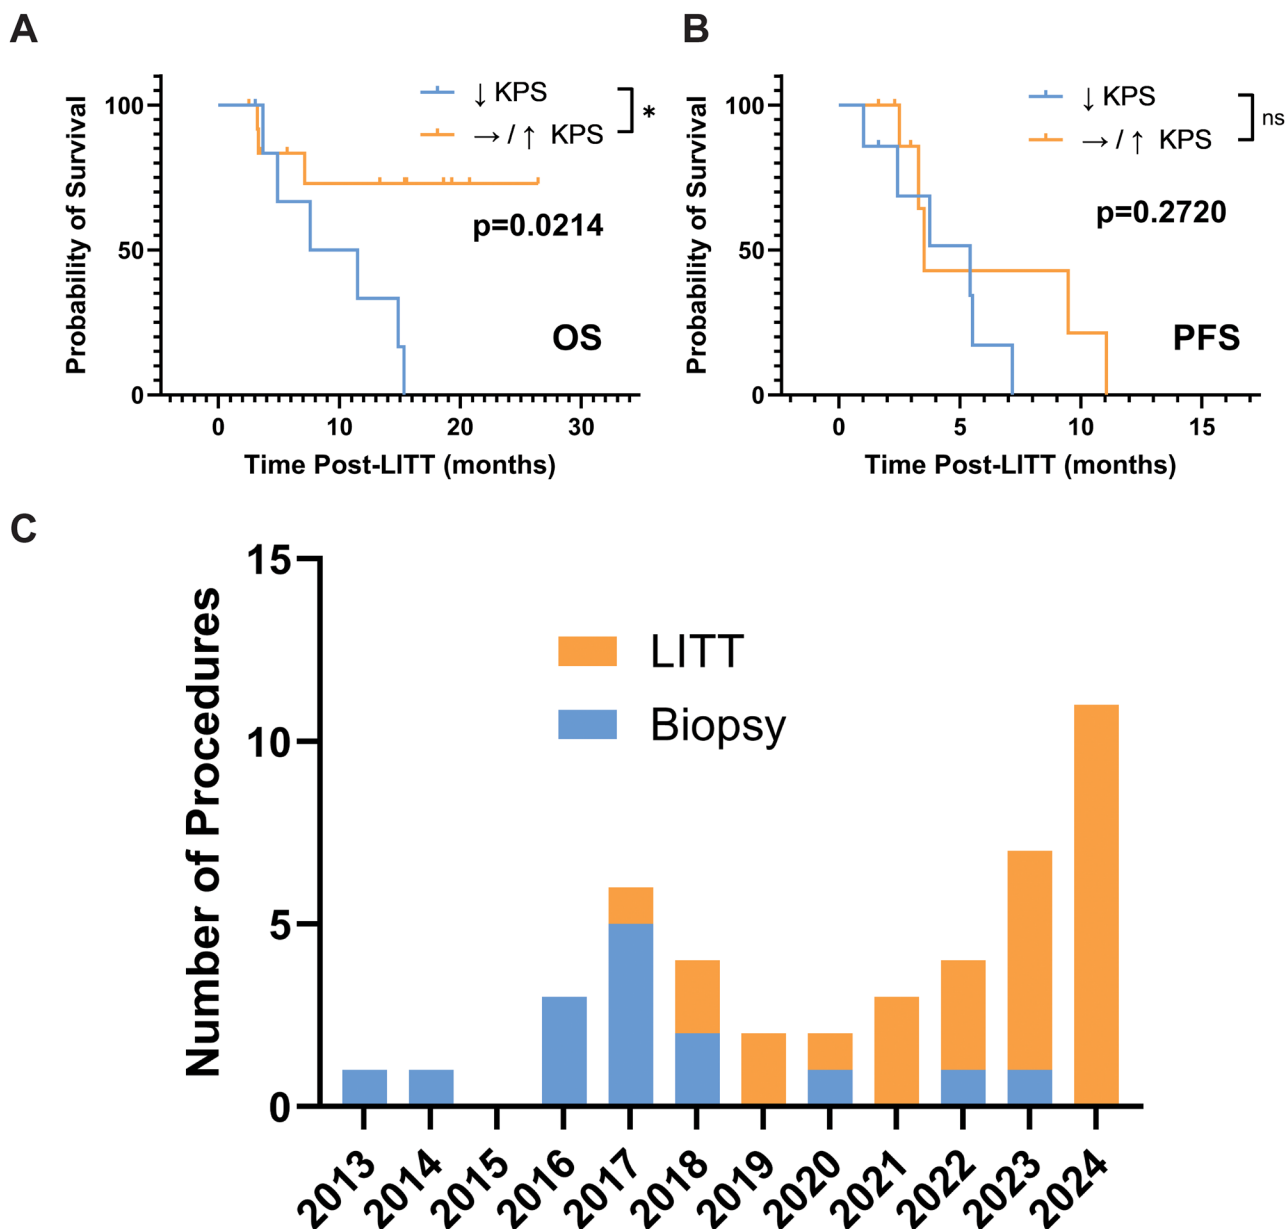 A
Probability of Survival
100
50
0
0 10 20 30
Time Post-LITT (months)
↓ KPS
→ / ↑ KPS
*
p=0.0214
OS
B
Probability of Survival
100
50
0
0 5 10 15
Time Post-LITT (months)
↓ KPS
→ / ↑ KPS
ns
p=0.2720
PFS
C
Number of Procedures
15
10
5
0
LITT
Biopsy
2013 2014 2015 2016 2017 2018 2019 2020 2021 2022 2023 2024